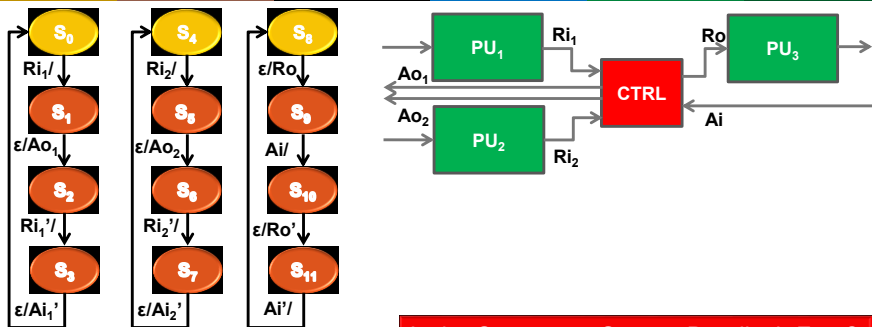 S₀
Ri₁/
S₁
ε/Ao₁
S₂
Ri₁'/
S₃
ε/Ai₁'
S₄
Ri₂/
S₅
ε/Ao₂
S₆
Ri₂'/
S₇
ε/Ai₂'
S₈
ε/Ro
S₉
Ai/
S₁₀
ε/Ro'
S₁₁
Ai'/
PU₁
Ri₁
Ro
PU₃
Ao₁
CTRL
Ai
Ao₂
PU₂
Ri₂